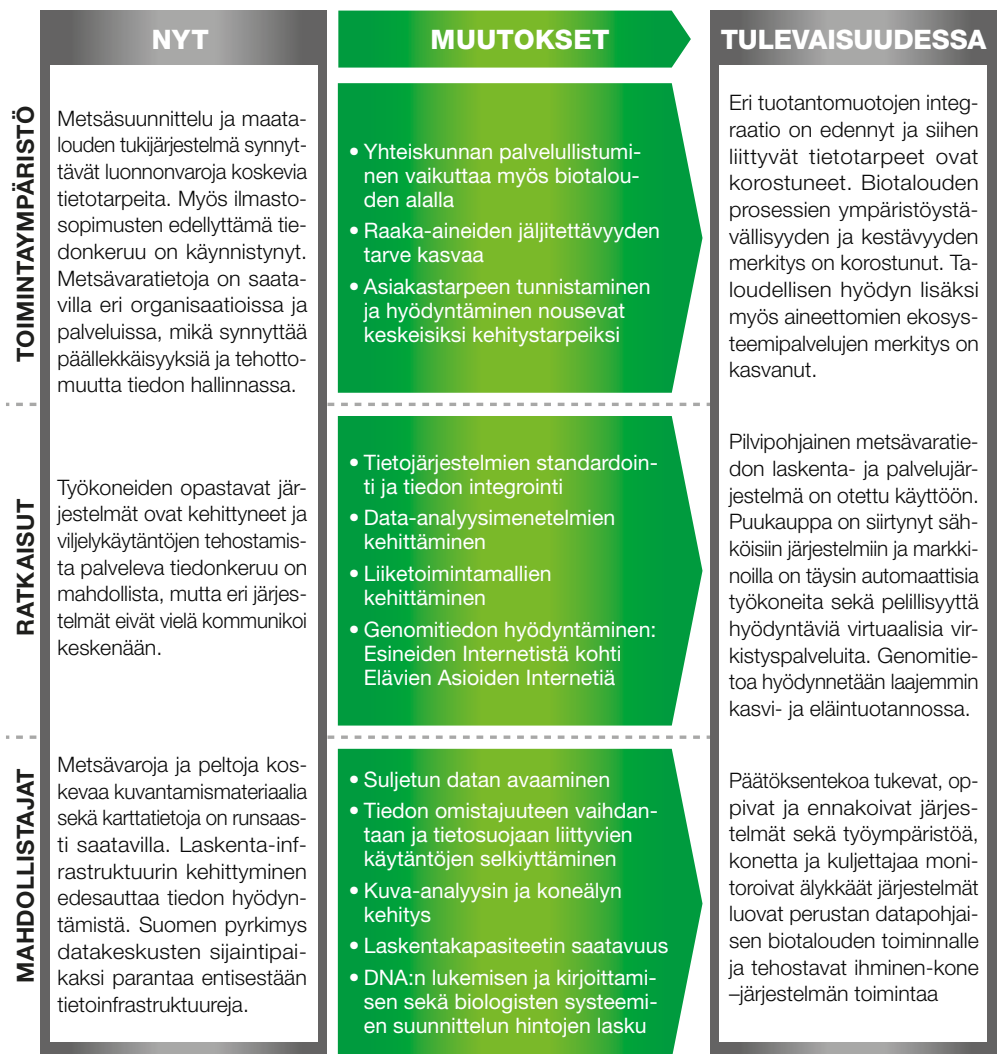 NYT
MUUTOKSET
TULEVAISUUDESSA
TOIMINTAYMPÄRISTÖ
Metsäsuunnittelu ja maata-
louden tukijärjestelmä synnyt-
tävät luonnonvaroja koskevia
tietotarpeita. Myös ilmasto-
sopimusten edellyttämä tie-
donkeruu on käynnistynyt.
Metsävaratietoja on saata-
villa eri organisaatioissa ja
palveluissa, mikä synnyttää
päällekkäisyyksiä ja tehotto-
muutta tiedon hallinnassa.
• Yhteiskunnan palvelullistumi-
nen vaikuttaa myös biotalou-
den alalla
• Raaka-aineiden jäljitettävyyden
tarve kasvaa
• Asiakastarpeen tunnistaminen
ja hyödyntäminen nousevat
keskeisiksi kehitystarpeiksi
Eri tuotantomuotojen integ-
raatio on edennyt ja siihen
liittyvät tietotarpeet ovat
korostuneet. Biotalouden
prosessien ympäristöystä-
vällisyyden ja kestävyyden
merkitys on korostunut. Ta-
loudellisen hyödyn lisäksi
myös aineettomien ekosys-
teemipalvelujen merkitys on
kasvanut.
RATKAISUT
Työkoneiden opastavat jär-
jestelmät ovat kehittyneet ja
viljelykäytäntöjen tehostamis-
ta palveleva tiedonkeruu on
mahdollista, mutta eri järjes-
telmät eivät vielä kommunikoi
keskenään.
• Tietojärjestelmien standardoin-
ti ja tiedon integrointi
• Data-analyysimenetelmien
kehittäminen
• Liiketoimintamallien
kehittäminen
• Genomitiedon hyödyntäminen:
Esineiden Internetistä kohti
Elävien Asioiden Internetiä
Pilvipohjainen metsävaratie-
don laskenta- ja palvelujär-
jestelmä on otettu käyttöön.
Puukauppa on siirtynyt säh-
köisiin järjestelmiin ja markki-
noilla on täysin automaattisia
työkoneita sekä pelillisyyttä
hyödyntäviä virtuaalisia vir-
kistyspalveluita. Genomitie-
toa hyödynnetään laajemmin
kasvi- ja eläintuotannossa.
MAHDOLLISTAJAT
Metsävaroja ja peltoja kos-
kevaa kuvantamismateriaalia
sekä karttatietoja on runsaas-
ti saatavilla. Laskenta-inf-
rastruktuurin kehittyminen
edesauttaa tiedon hyödyn-
tämistä. Suomen pyrkimys
datakeskusten sijaintipai-
kaksi parantaa entisestään
tietoinfrastruktuureja.
• Suljetun datan avaaminen
• Tiedon omistajuuteen vaihdan-
taan ja tietosuojaan liittyvien
käytäntöjen selkiyttäminen
• Kuva-analyysin ja koneälyn
kehitys
• Laskentakapasiteetin saatavuus
• DNA:n lukemisen ja kirjoittami-
sen sekä biologisten systeemi-
en suunnittelun hintojen lasku
Päätöksentekoa tukevat, op-
pivat ja ennakoivat järjes-
telmät sekä työympäristöä,
konetta ja kuljettajaa moni-
toroivat älykkäät järjestelmät
luovat perustan datapohjai-
sen biotalouden toiminnalle
ja tehostavat ihminen-kone
–järjestelmän toimintaa